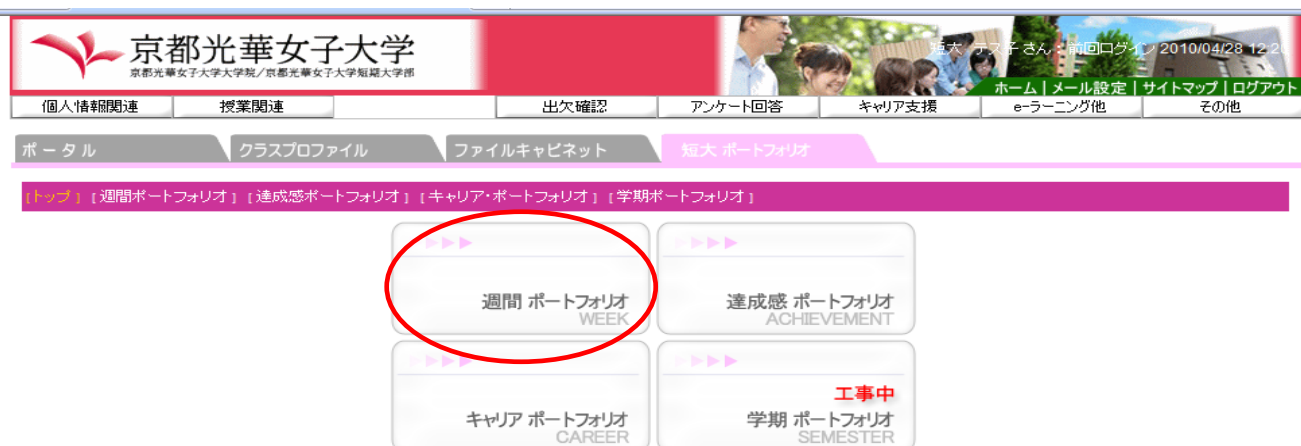 京都光華女子大学
京都光華女子大学大学院/京都光華女子大学短期大学部
短大 テス子 さん：前回ログイン 2010/04/28 12:2
ホーム | メール設定 | サイトマップ | ログアウト
個人情報関連 授業関連 出欠確認 アンケート回答 キャリア支援 e-ラーニング他 その他
ポータル クラスプロファイル ファイルキャビネット 短大 ポートフォリオ
[トップ] [週間ポートフォリオ] [達成感ポートフォリオ] [キャリア・ポートフォリオ] [学期ポートフォリオ]
週間 ポートフォリオ
WEEK
達成感 ポートフォリオ
ACHIEVEMENT
キャリア ポートフォリオ
CAREER
工事中
学期 ポートフォリオ
SEMESTER